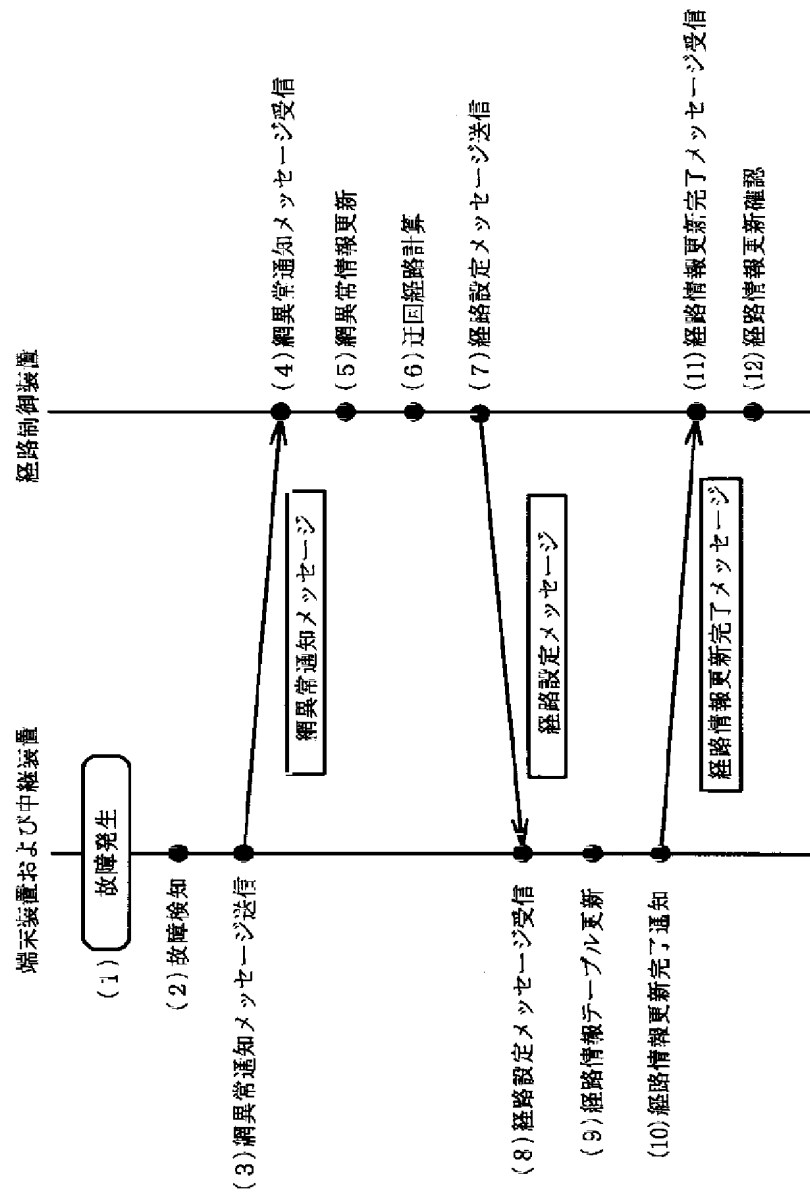 端末装置および中継装置
経路制御装置
(1)
故障発生
(2)故障検知
(3)網異常通知メッセージ送信
網異常通知メッセージ
(4)網異常通知メッセージ受信
(5)網異常情報更新
(6)迂回経路計算
(7)経路設定メッセージ送信
経路設定メッセージ
(8)経路設定メッセージ受信
(9)経路情報テーブル更新
(10)経路情報更新完了通知
経路情報更新完了メッセージ
(11)経路情報更新完了メッセージ受信
(12)経路情報更新確認